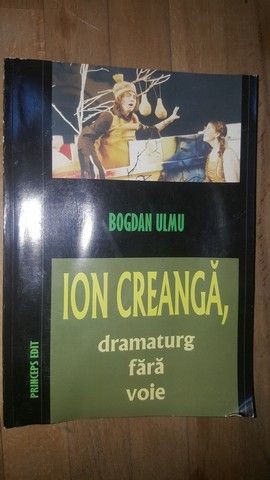 BOGDAN ULMU
ION CREANGĂ,
dramaturg
fără
voie
PRINCEPS EDIT